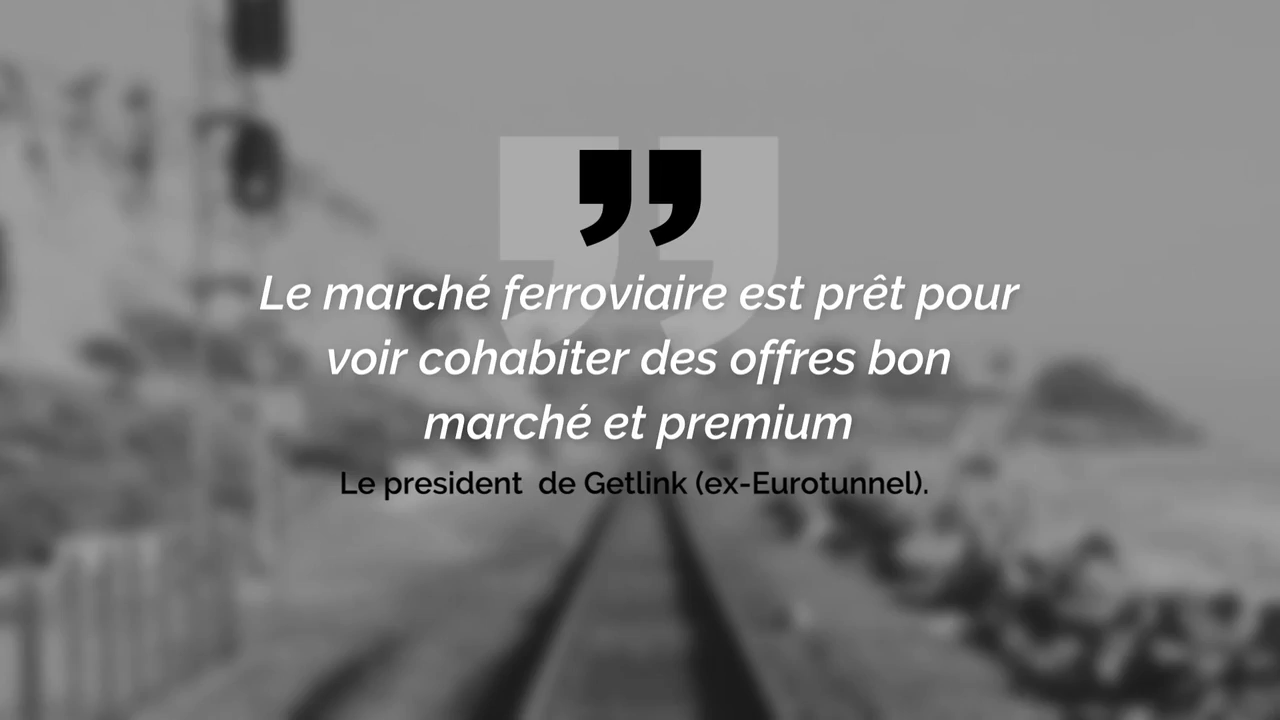 Le marché ferroviaire est prêt pour
voir cohabiter des offres bon
marché et premium
Le president  de Getlink (ex-Eurotunnel).